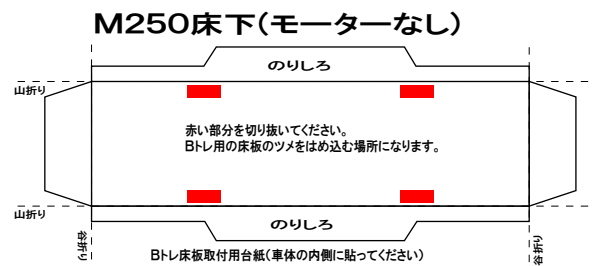 M250床下(モーターなし)
のりしろ
山折り
赤い部分を切り抜いてください。
Bトレ用の床板のツメをはめ込む場所になります。
山折り
のりしろ
谷折り
谷折り
Bトレ床板取付用台紙(車体の内側に貼ってください)